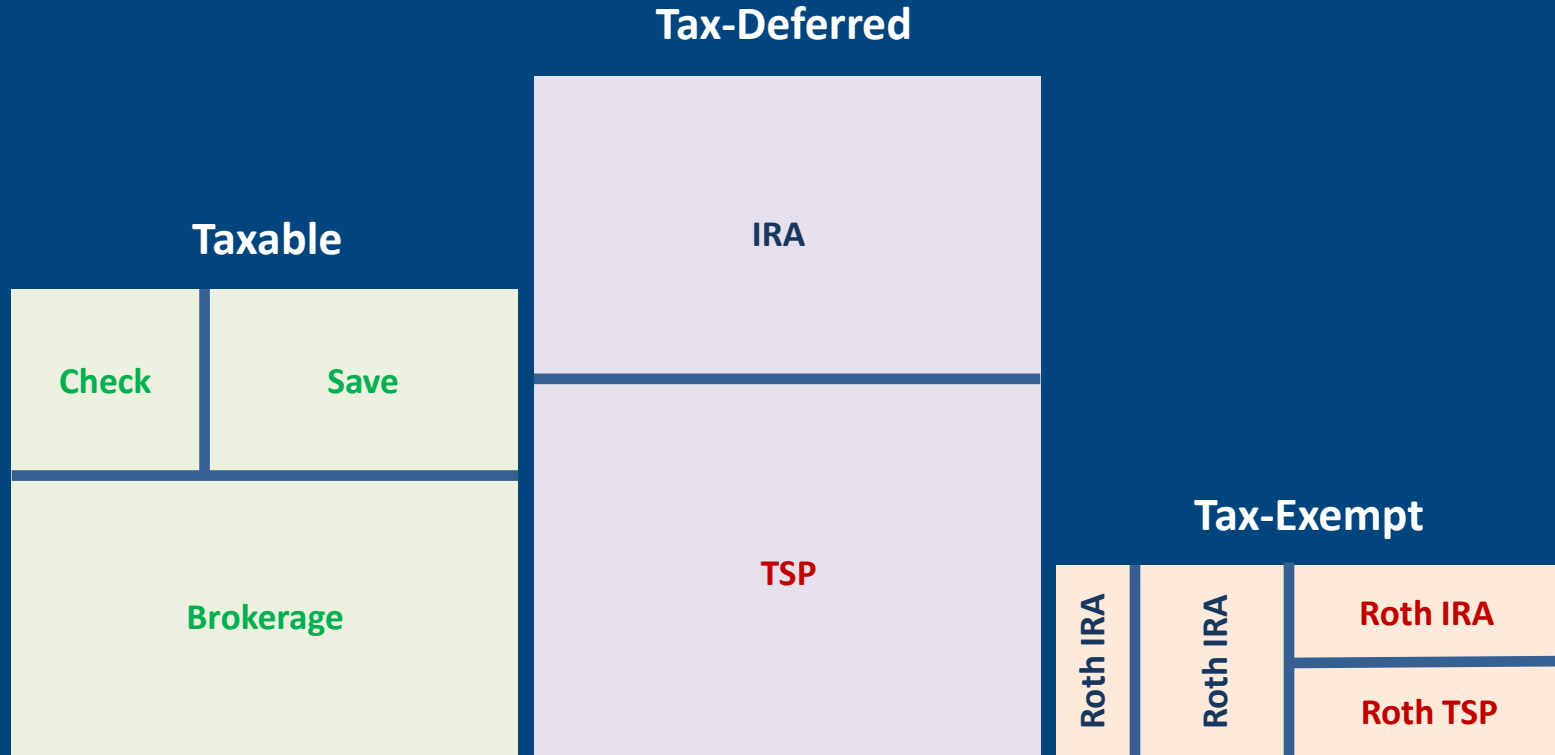 Tax-Deferred
IRA
TSP
Taxable
Check
Save
Brokerage
Tax-Exempt
Roth IRA
Roth IRA
Roth IRA
Roth TSP